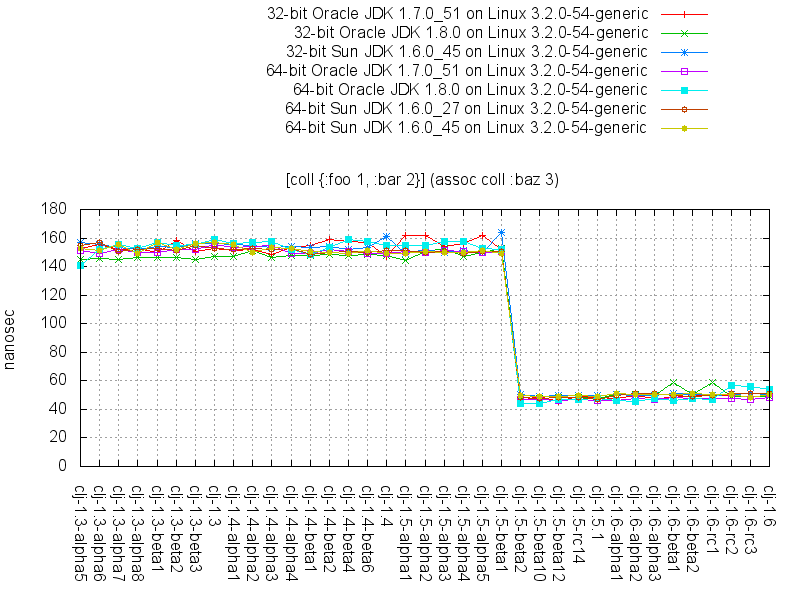 32-bit Oracle JDK 1.7.0_51 on Linux 3.2.0-54-generic
32-bit Oracle JDK 1.8.0 on Linux 3.2.0-54-generic
32-bit Sun JDK 1.6.0_45 on Linux 3.2.0-54-generic
64-bit Oracle JDK 1.7.0_51 on Linux 3.2.0-54-generic
64-bit Oracle JDK 1.8.0 on Linux 3.2.0-54-generic
64-bit Sun JDK 1.6.0_27 on Linux 3.2.0-54-generic
64-bit Sun JDK 1.6.0_45 on Linux 3.2.0-54-generic
[coll {:foo 1, :bar 2}] (assoc coll :baz 3)
nanosec
180
160
140
120
100
80
60
40
20
0
clj-1.3-alpha5
clj-1.3-alpha6
clj-1.3-alpha7
clj-1.3-alpha8
clj-1.3-beta1
clj-1.3-beta2
clj-1.3-beta3
clj-1.3
clj-1.4-alpha1
clj-1.4-alpha2
clj-1.4-alpha3
clj-1.4-alpha4
clj-1.4-beta1
clj-1.4-beta2
clj-1.4-beta4
clj-1.4-beta6
clj-1.4
clj-1.5-alpha1
clj-1.5-alpha2
clj-1.5-alpha3
clj-1.5-alpha4
clj-1.5-alpha5
clj-1.5-beta1
clj-1.5-beta2
clj-1.5-beta10
clj-1.5-beta12
clj-1.5-rc14
clj-1.5.1
clj-1.6-alpha1
clj-1.6-alpha2
clj-1.6-alpha3
clj-1.6-beta1
clj-1.6-beta2
clj-1.6-rc1
clj-1.6-rc2
clj-1.6-rc3
clj-1.6